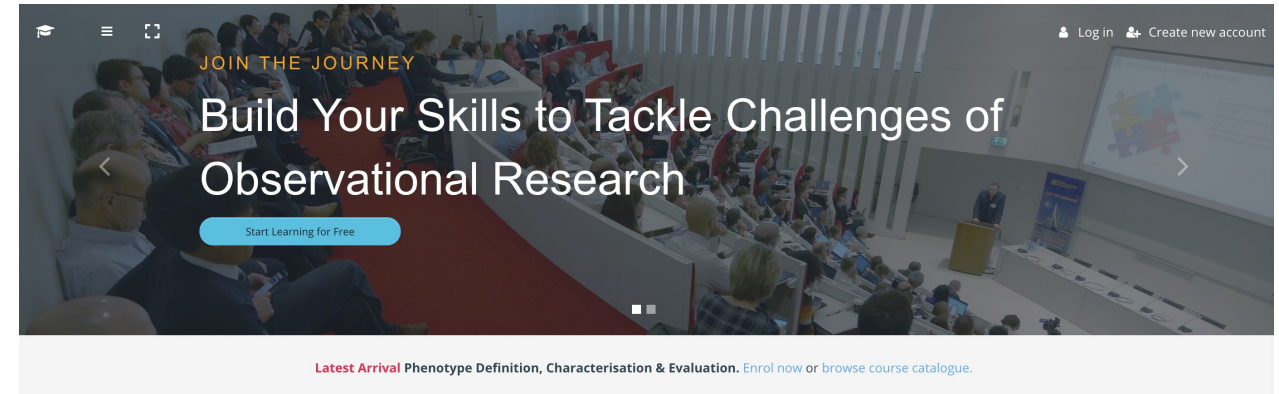 Log in Create new account
JOIN THE JOURNEY
Build Your Skills to Tackle Challenges of
Observational Research
Start Learning for Free
Latest Arrival Phenotype Definition, Characterisation & Evaluation. Enrol now or browse course catalogue.